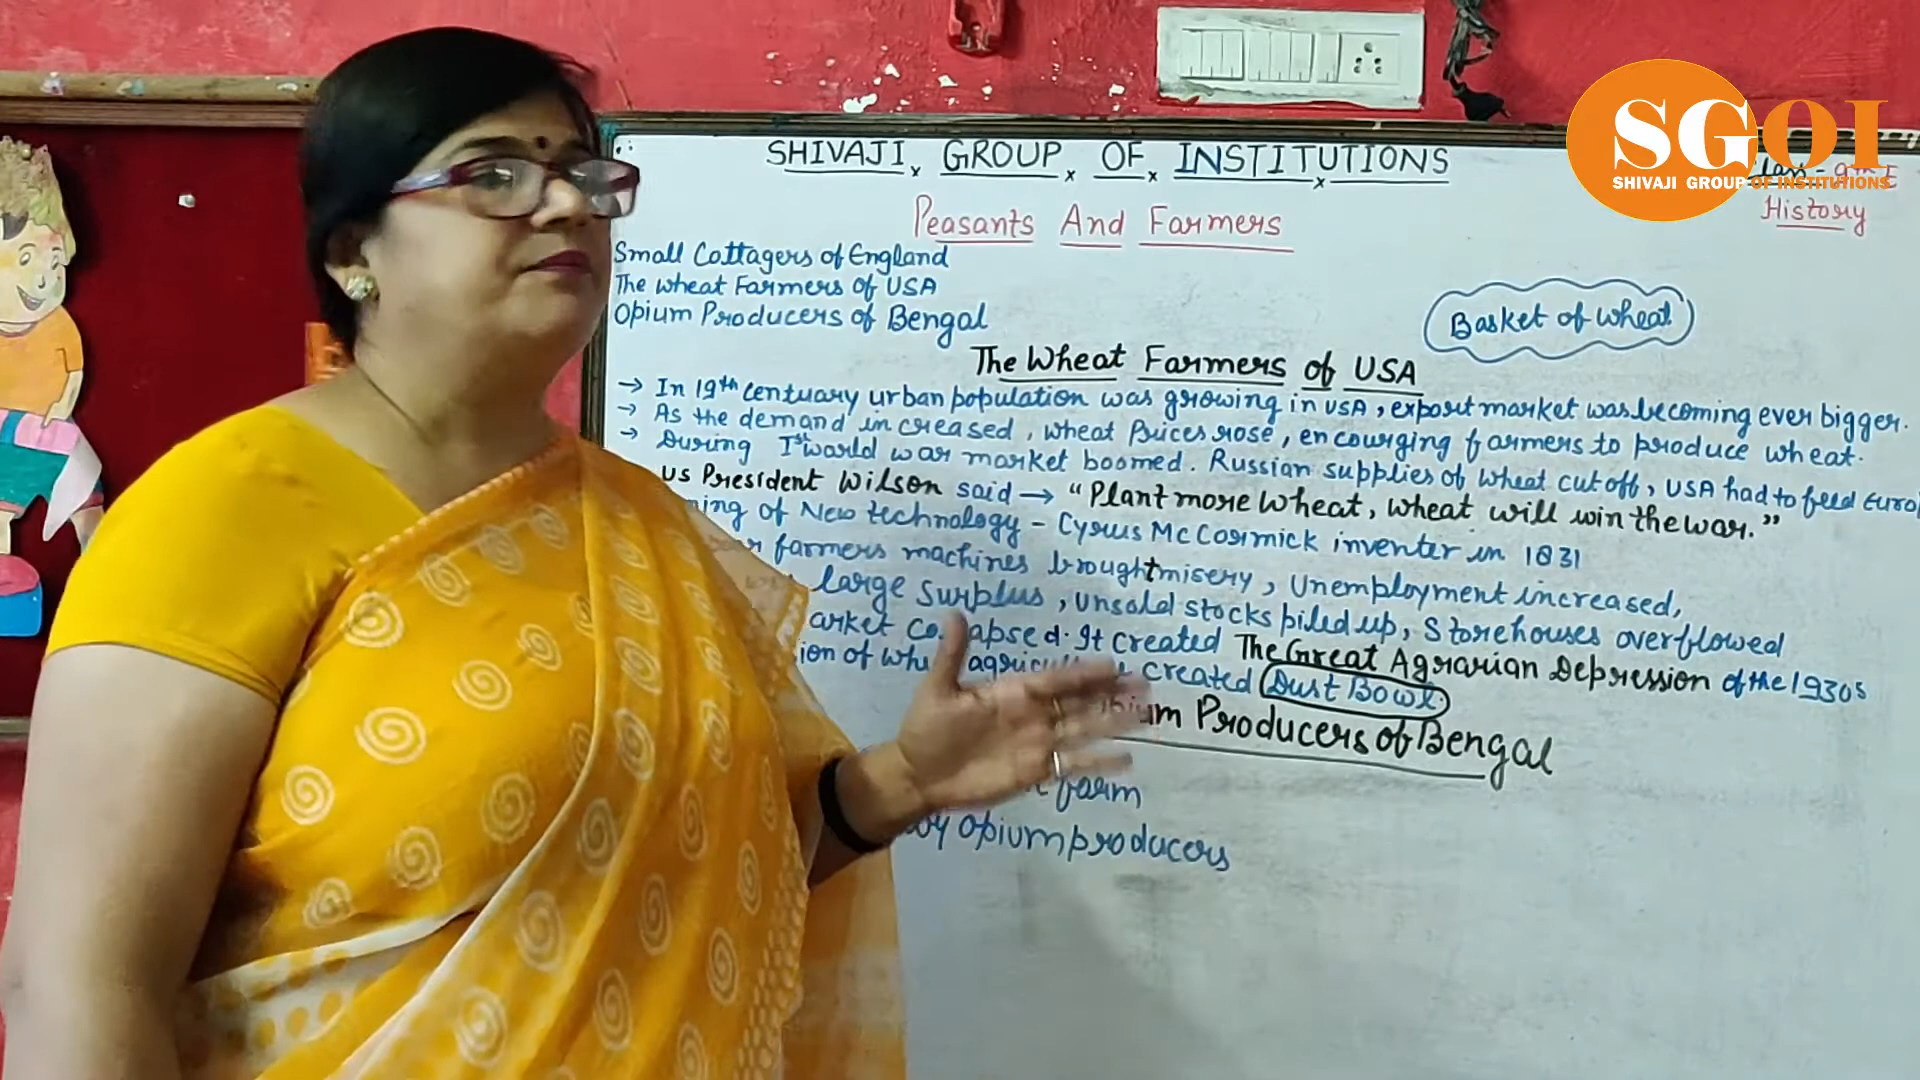 SHIVAJI GROUP OF INSTITUTIONS
SGOI
SHIVAJI GROUP OF INSTITUTIONS
History
Peasants And Farmers
Small Cottagers of England
The wheat Farmers of USA
Opium Producers of Bengal
Basket of wheat
The Wheat Farmers of USA
→ In 19th centuary urban population was growing in USA, export market was becoming ever bigger.
→ As the demand increased, wheat Prices rose, encourging farmers to produce wheat.
→ During Ist world war market boomed. Russian supplies of wheat cut off, USA had to feed
US President Wilson said → "Plant more wheat, wheat will win the war."
of New technology - Cyrus McCormick inventer in 1831
farmers machines brought misery, Unemployment increased,
large Surplus, unsold stocks piled up, Storehouses overflowed
It created The Great Agrarian Depression of the 1930s
of created Dust Bowl
Producers of Bengal
farm
by opium producers